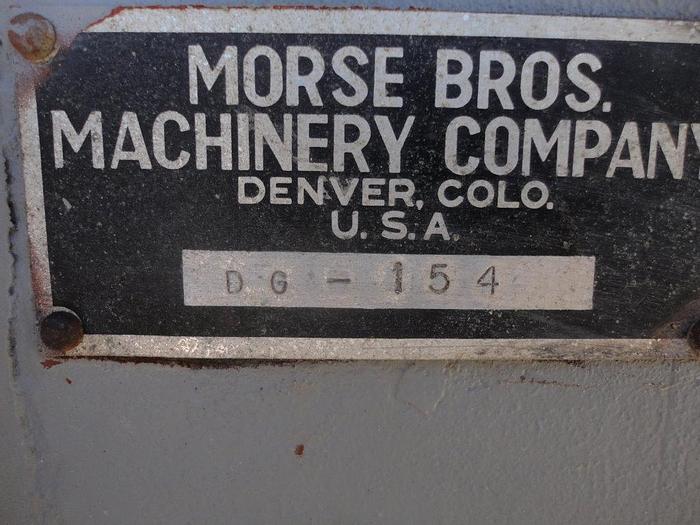 MORSE BROS.
MACHINERY COMPANY
DENVER, COLO.
U. S. A.
DG - 154